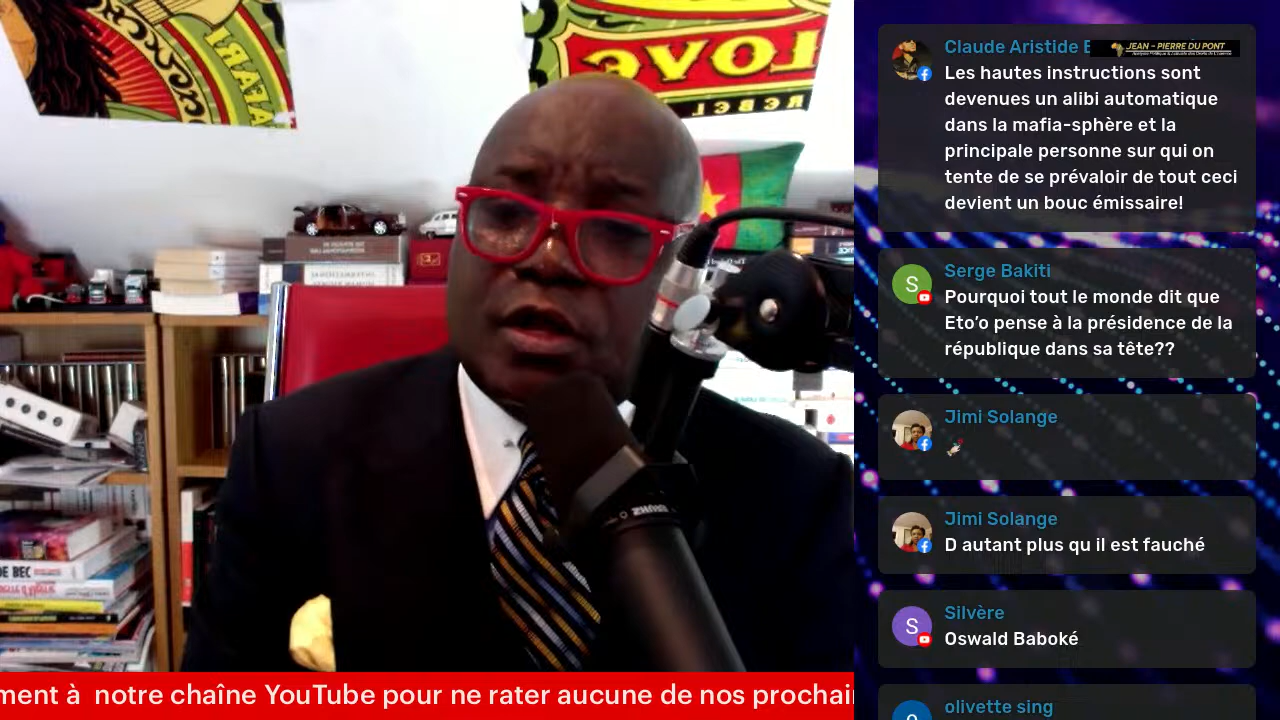 LOVE
REBEL
Claude Aristide
JEAN - PIERRE DU PONT
Les hautes instructions sont
devenues un alibi automatique
dans la mafia-sphère et la
principale personne sur qui on
tente de se prévaloir de tout ceci
devient un bouc émissaire!
S
Serge Bakiti
Pourquoi tout le monde dit que
Eto’o pense à la présidence de la
république dans sa tête??
Jimi Solange
Jimi Solange
D autant plus qu il est fauché
S
Silvère
Oswald Baboké
olivette sing
DE BEC
ment à notre chaîne YouTube pour ne rater aucune de nos prochai